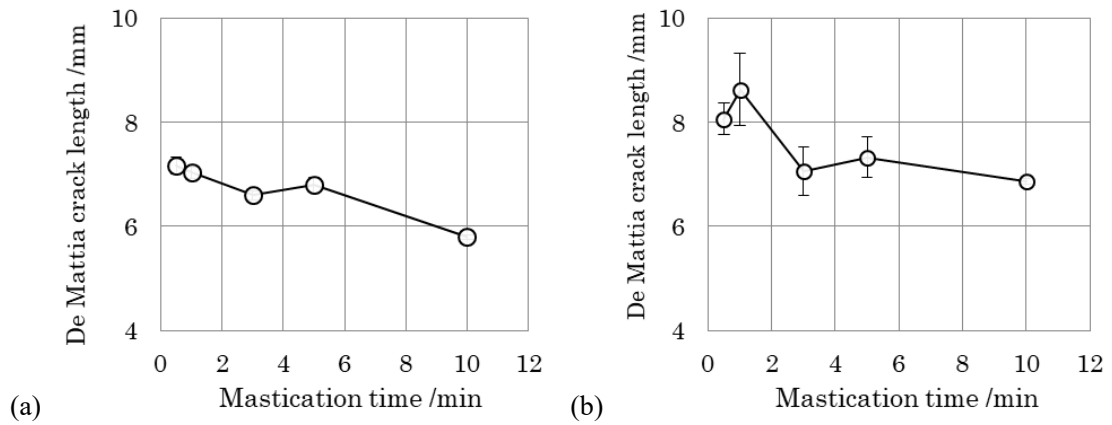 De Mattia crack length /mm
10
8
6
4
0 2 4 6 8 10 12
Mastication time /min
(a)
De Mattia crack length /mm
10
8
6
4
0 2 4 6 8 10 12
Mastication time /min
(b)